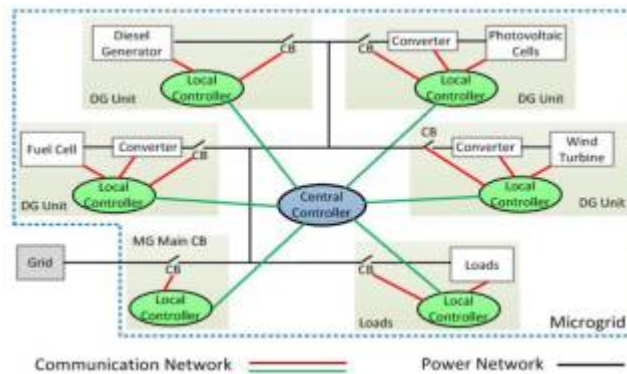 Diesel
Generator
CB
Local
Controller
DG Unit
CB
Converter
Photovoltaic
Cells
Local
Controller
DG Unit
Fuel Cell
Converter
CB
Local
Controller
DG Unit
CB
Converter
Wind
Turbine
Local
Controller
DG Unit
Central
Controller
Grid
MG Main CB
CB
Local
Controller
CB
Loads
Local
Controller
Loads
Microgrid
Communication Network
Power Network